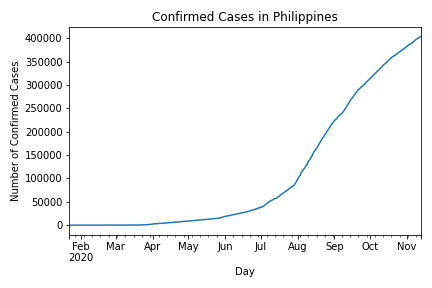 Confirmed Cases in Philippines
Number of Confirmed Cases
400000
350000
300000
250000
200000
150000
100000
50000
0
Feb Mar Apr May Jun Jul Aug Sep Oct Nov
2020
Day